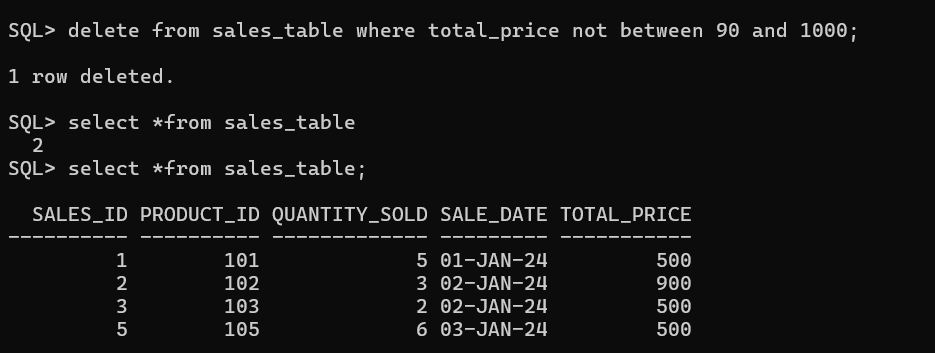 SQL> delete from sales_table where total_price not between 90 and 1000;
1 row deleted.
SQL> select *from sales_table
  2
SQL> select *from sales_table;
  SALES_ID PRODUCT_ID QUANTITY_SOLD SALE_DATE TOTAL_PRICE
---------- ---------- ------------- --------- -----------
         1        101             5 01-JAN-24         500
         2        102             3 02-JAN-24         900
         3        103             2 02-JAN-24         500
         5        105             6 03-JAN-24         500